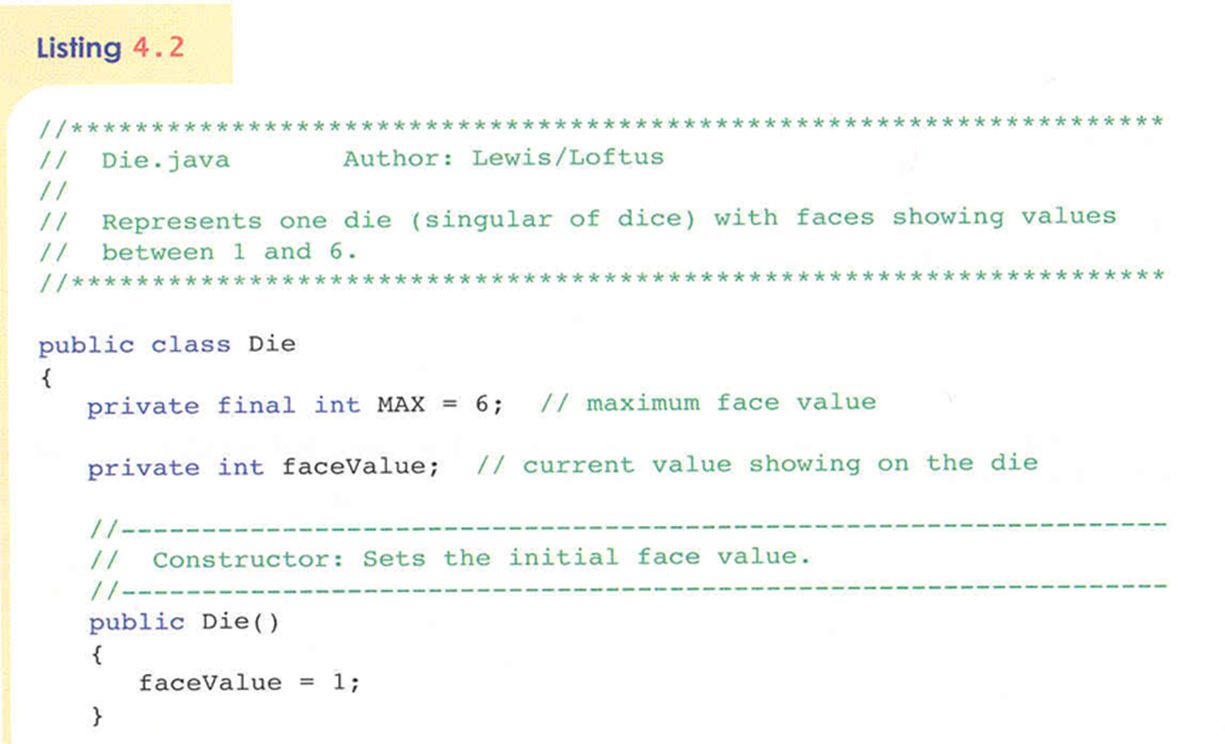 Listing 4.2
//********************************************************************
//  Die.java       Author: Lewis/Loftus
//
//  Represents one die (singular of dice) with faces showing values
//  between 1 and 6.
//********************************************************************
public class Die
{
   private final int MAX = 6;  // maximum face value
   private int faceValue;  // current value showing on the die
   //-----------------------------------------------------------------
   //  Constructor: Sets the initial face value.
   //-----------------------------------------------------------------
   public Die()
   {
      faceValue = 1;
   }